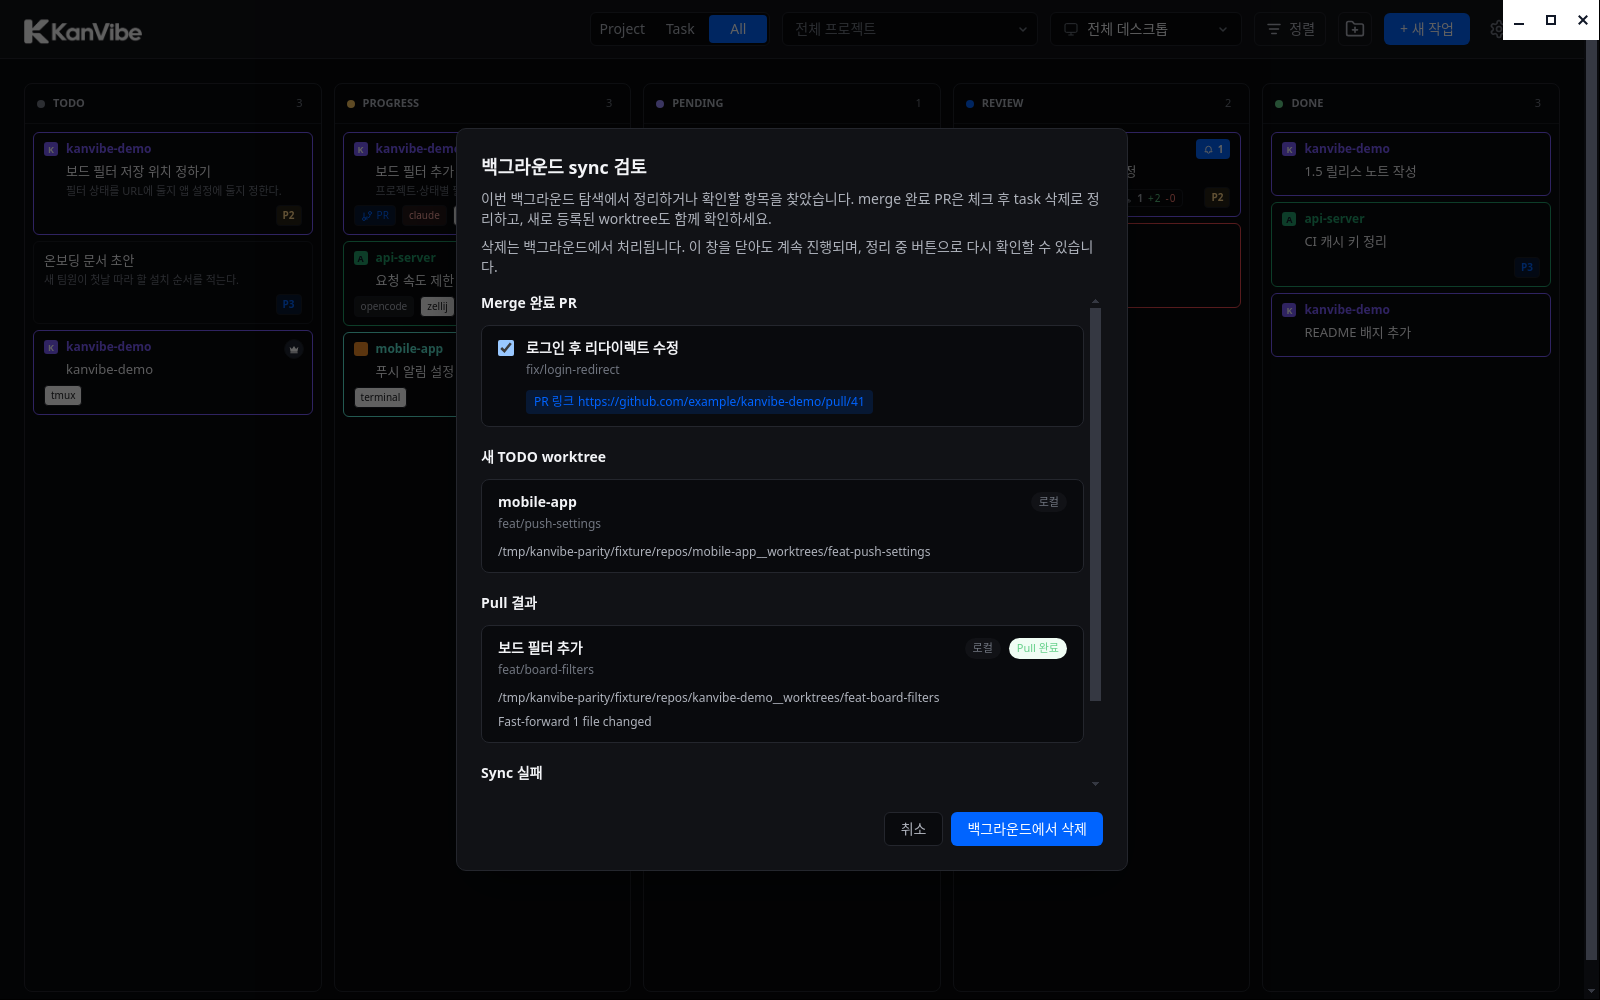 KanVibe
Project Task All
전체 프로젝트
전체 데스크톱
정렬
+ 새 작업
TODO 3
PROGRESS 3
PENDING 1
REVIEW 2
DONE 3
K kanvibe-demo
보드 필터 저장 위치 정하기
필터 상태를 URL에 둘지 앱 설정에 둘지 정한다.
P2
온보딩 문서 초안
새 팀원이 첫날 따라 할 설치 순서를 적는다.
P3
K kanvibe-demo
kanvibe-demo
tmux
K kanvibe-demo
보드 필터 추가
프로젝트·상태별
PR claude
A api-server
요청 속도 제한
opencode zellij
mobile-app
푸시 알림 설정
terminal
1
정
1 +2 -0
P2
K kanvibe-demo
1.5 릴리스 노트 작성
A api-server
CI 캐시 키 정리
P3
K kanvibe-demo
README 배지 추가
백그라운드 sync 검토
이번 백그라운드 탐색에서 정리하거나 확인할 항목을 찾았습니다. merge 완료 PR은 체크 후 task 삭제로 정
리하고, 새로 등록된 worktree도 함께 확인하세요.
삭제는 백그라운드에서 처리됩니다. 이 창을 닫아도 계속 진행되며, 정리 중 버튼으로 다시 확인할 수 있습니
다.
Merge 완료 PR
로그인 후 리다이렉트 수정
fix/login-redirect
PR 링크 https://github.com/example/kanvibe-demo/pull/41
새 TODO worktree
mobile-app 로컬
feat/push-settings
/tmp/kanvibe-parity/fixture/repos/mobile-app__worktrees/feat-push-settings
Pull 결과
보드 필터 추가 로컬 Pull 완료
feat/board-filters
/tmp/kanvibe-parity/fixture/repos/kanvibe-demo__worktrees/feat-board-filters
Fast-forward 1 file changed
Sync 실패
취소 백그라운드에서 삭제